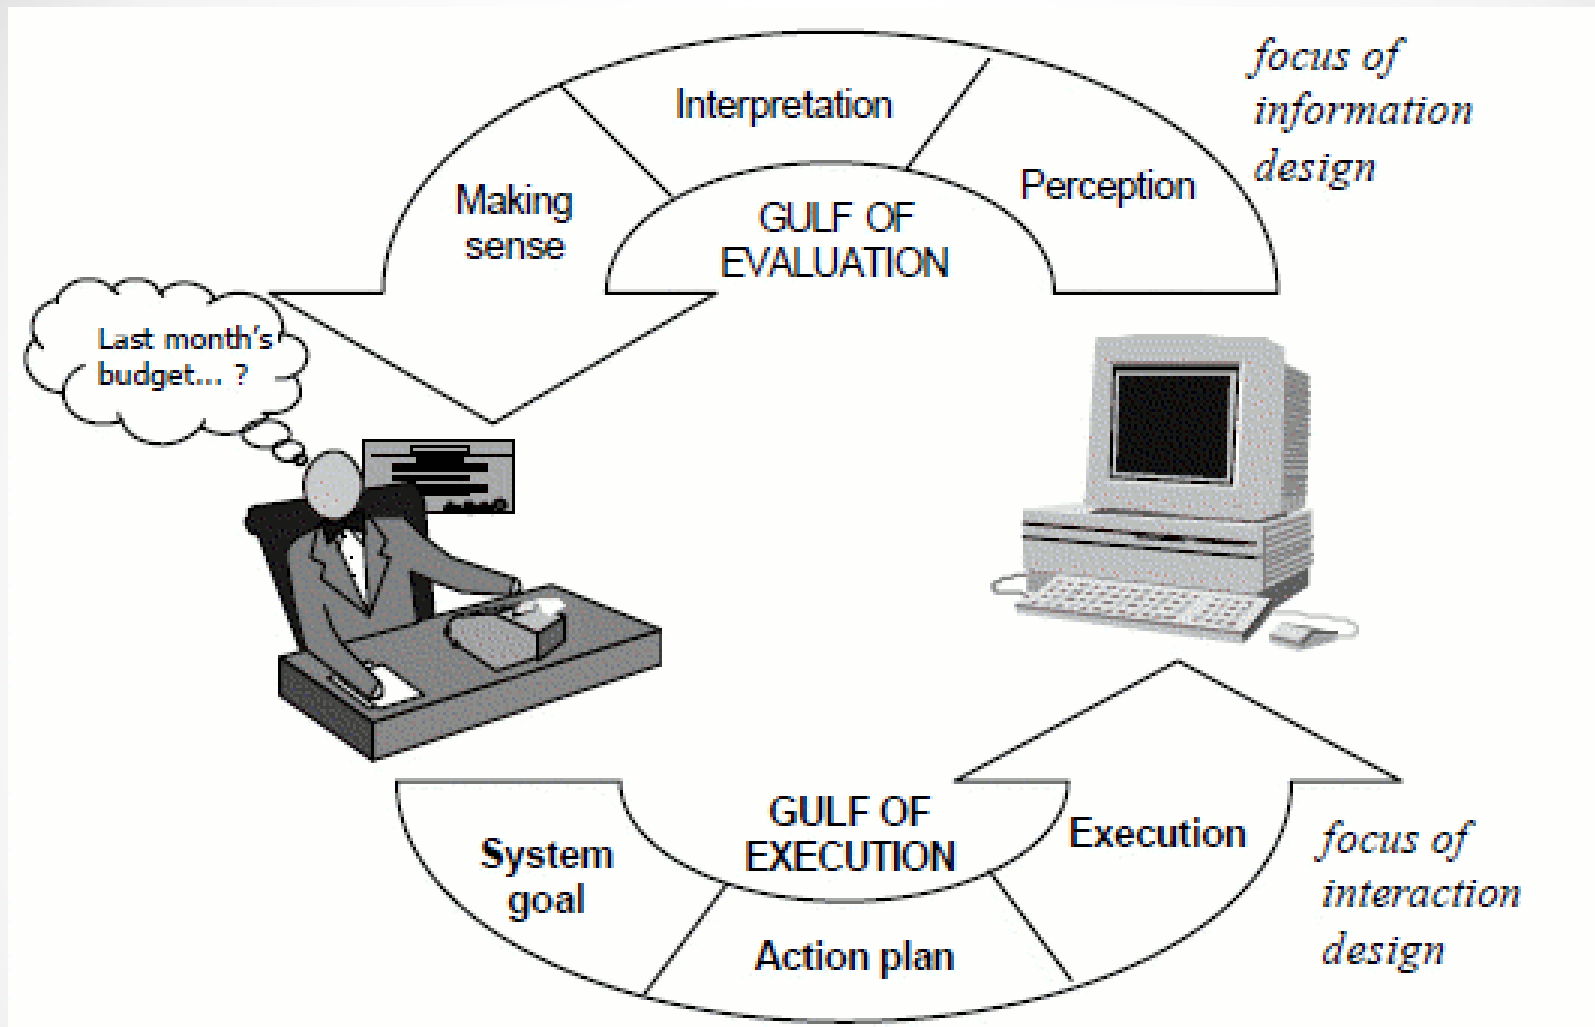 focus of
information
design
Interpretation
Perception
Making
sense
GULF OF
EVALUATION
Last month's
budget... ?
GULF OF
EXECUTION
System
goal
Action plan
Execution
focus of
interaction
design